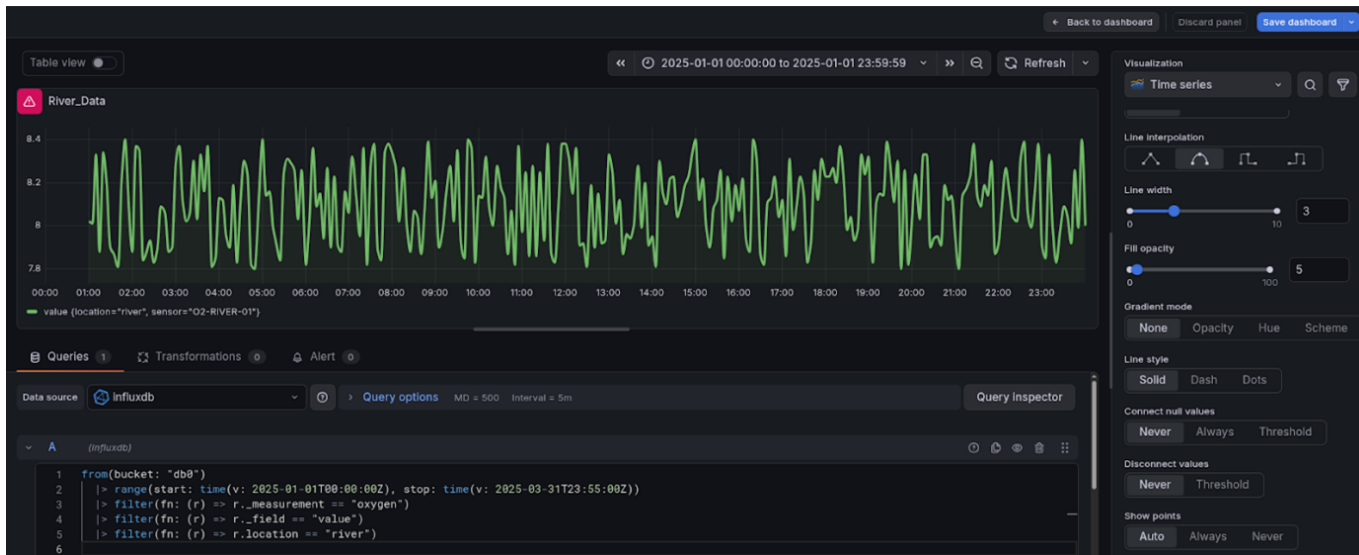 Back to dashboard
Discard panel
Save dashboard
Table view
2025-01-01 00:00:00 to 2025-01-01 23:59:59
Refresh
River_Data
8.4
8.2
8
7.8
00:00 01:00 02:00 03:00 04:00 05:00 06:00 07:00 08:00 09:00 10:00 11:00 12:00 13:00 14:00 15:00 16:00 17:00 18:00 19:00 20:00 21:00 22:00 23:00
value {location="river", sensor="O2-RIVER-01"}
Queries 1
Transformations 0
Alert 0
Data source
influxdb
Query options
MD = 500
Interval = 5m
Query inspector
A
(influxdb)
1 from(bucket: "db0")
2 |> range(start: time(v: 2025-01-01T00:00:00Z), stop: time(v: 2025-03-31T23:55:00Z))
3 |> filter(fn: (r) => r._measurement == "oxygen")
4 |> filter(fn: (r) => r._field == "value")
5 |> filter(fn: (r) => r.location == "river")
6
Visualization
Time series
Line interpolation
Line width
3
0 10
Fill opacity
5
0 100
Gradient mode
None Opacity Hue Scheme
Line style
Solid Dash Dots
Connect null values
Never Always Threshold
Disconnect values
Never Threshold
Show points
Auto Always Never